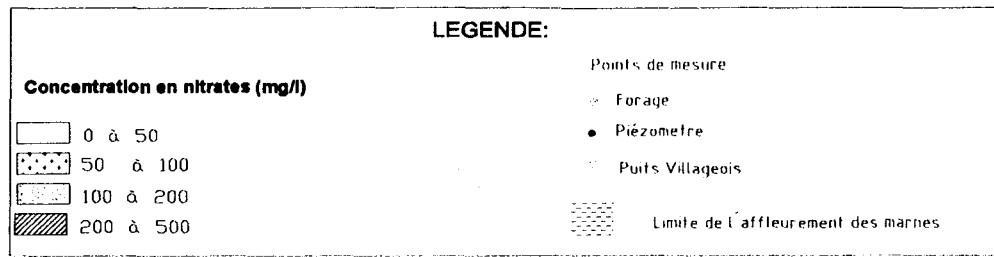 LEGENDE:
Concentration en nitrates (mg/l)
0 à 50
50 à 100
100 à 200
200 à 500
Points de mesure
Forage
Piézometre
Puits Villageois
Limite de l'affleurement des marnes